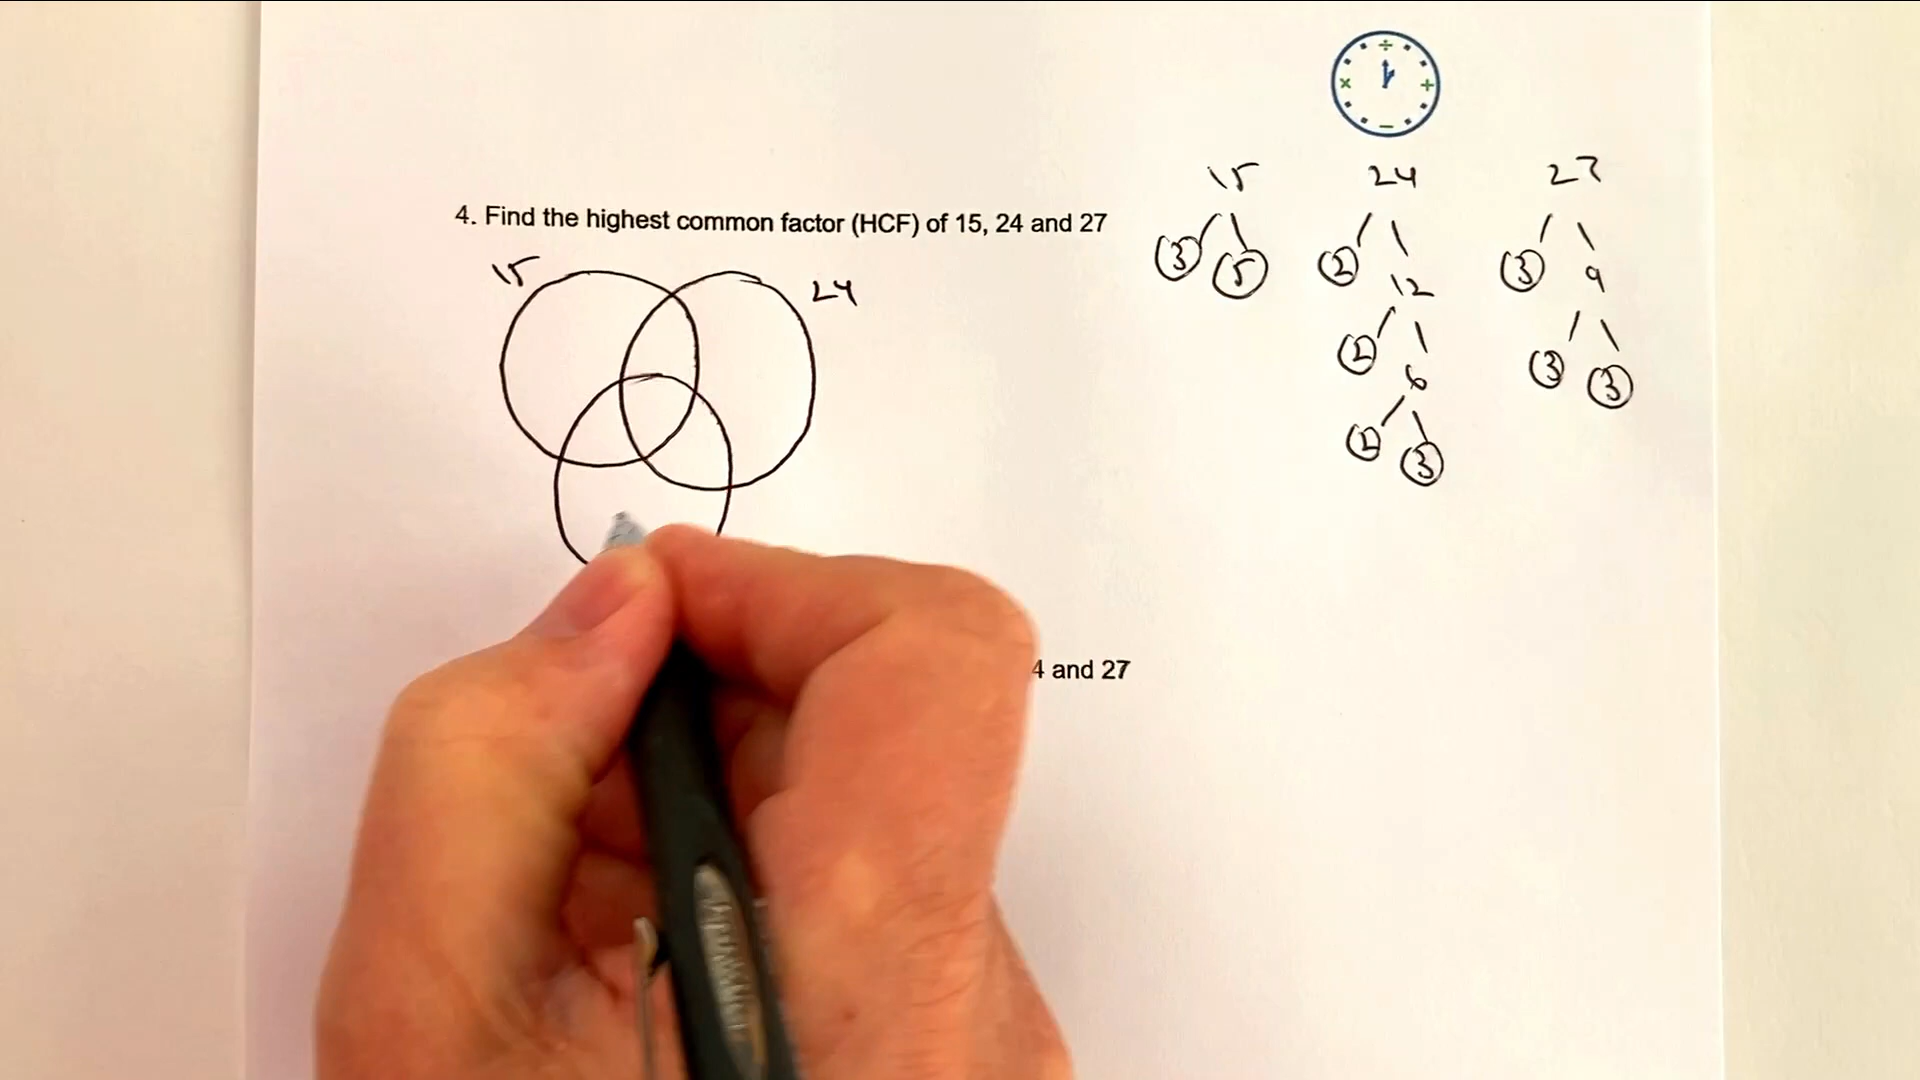 4. Find the highest common factor (HCF) of 15, 24 and 27
15
24
15 24 27
3 5 2 12 3 9
2 6 3 3
2 3
4 and 27